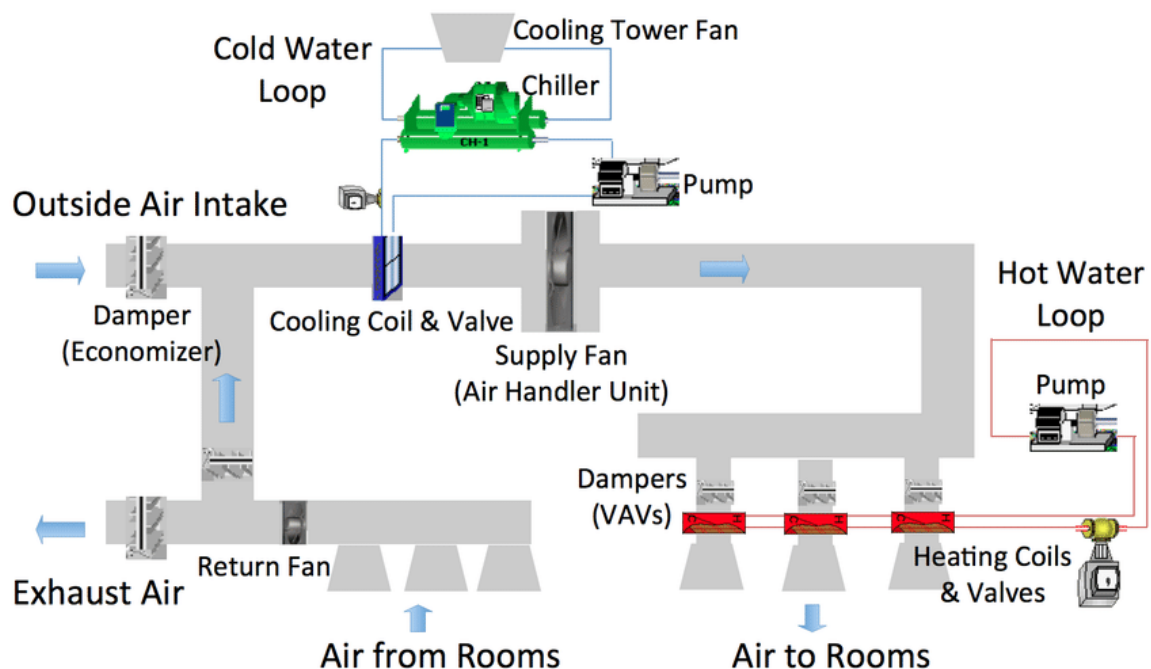 Cold Water
Loop
Cooling Tower Fan
Chiller
CH-1
Pump
Outside Air Intake
Damper
(Economizer)
Cooling Coil & Valve
Supply Fan
(Air Handler Unit)
Hot Water
Loop
Pump
Dampers
(VAVs)
H
C
H
C
H
C
Heating Coils
& Valves
Return Fan
Exhaust Air
Air from Rooms
Air to Rooms